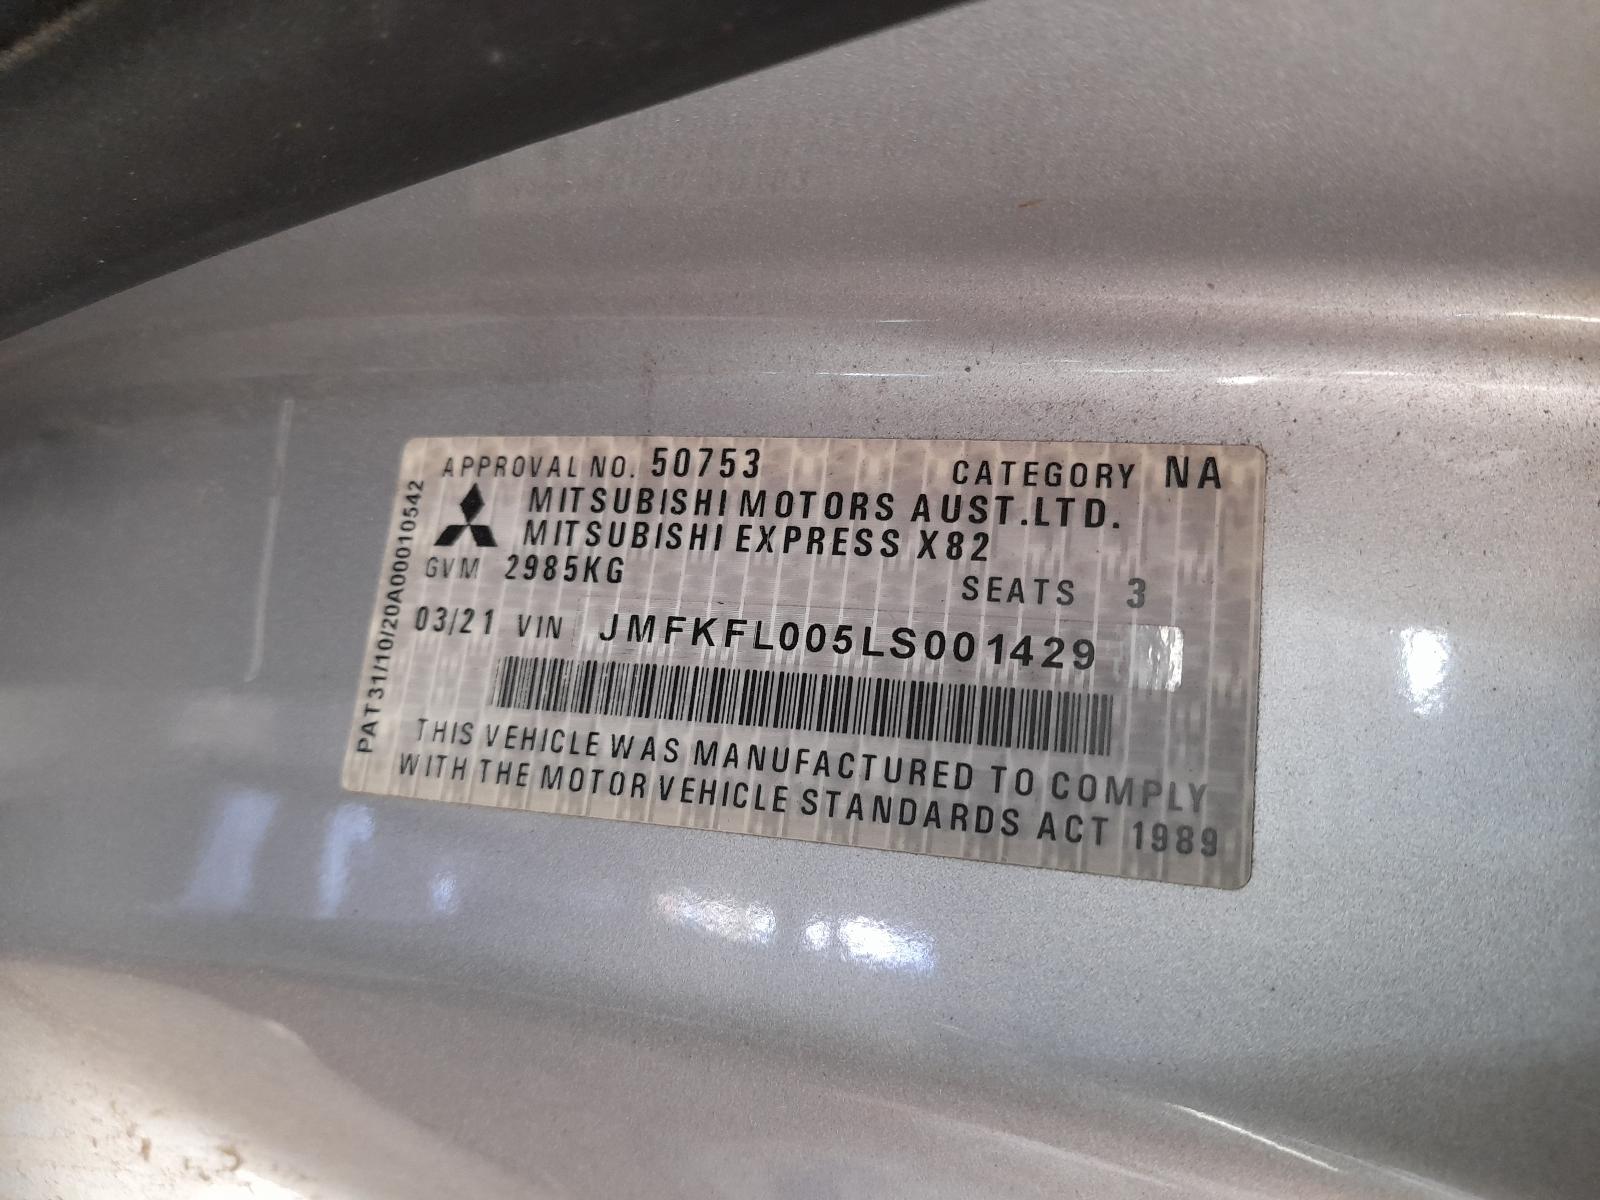 APPROVAL NO. 50753 CATEGORY NA
MITSUBISHI MOTORS AUST.LTD.
MITSUBISHI EXPRESS X82
GVM 2985KG SEATS 3
03/21 VIN JMFKFL005LS001429
THIS VEHICLE WAS MANUFACTURED TO COMPLY
WITH THE MOTOR VEHICLE STANDARDS ACT 1989
PAT31/10/20A00010542